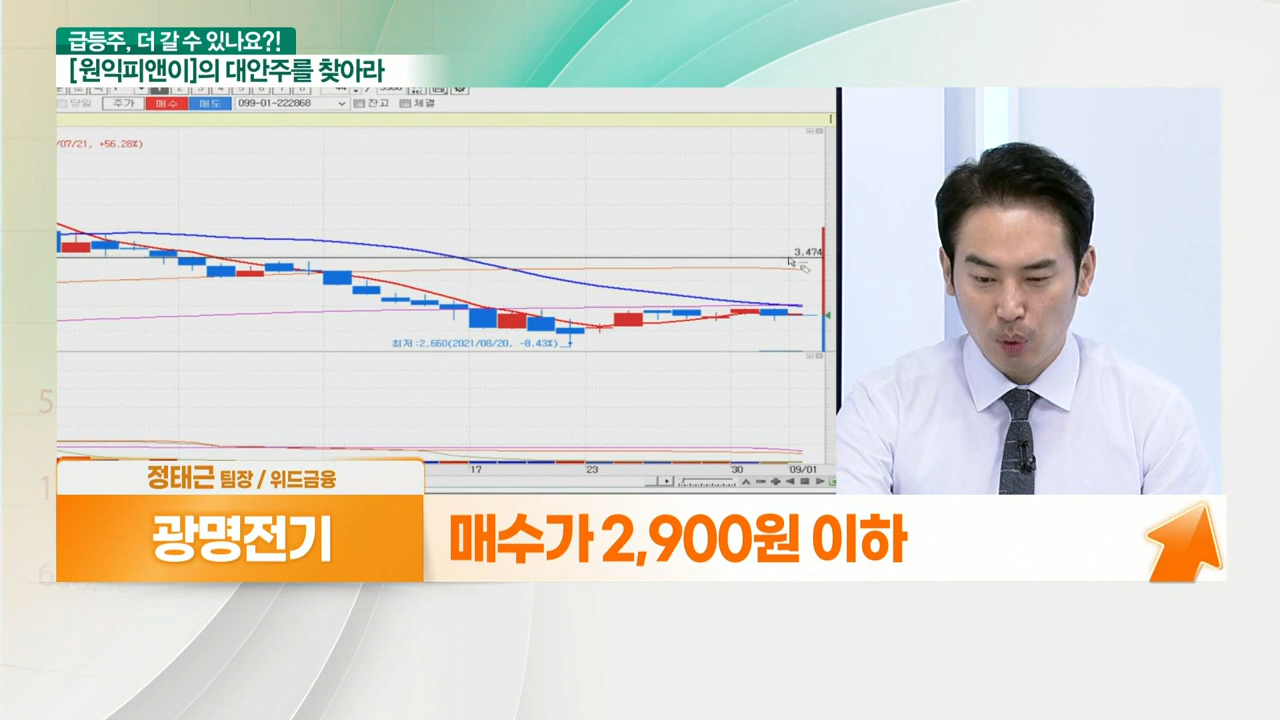 급등주, 더 갈 수 있나요?!
[원익피앤이]의 대안주를 찾아라
당일 주가 매수 매도 099-01-222868 잔고 체결
/07/21, +56.28%)
3,474
최저:2,660(2021/08/20, -8.43%)
17 23 30 09/01
정태근 팀장 / 위드금융
광명전기
매수가 2,900원 이하